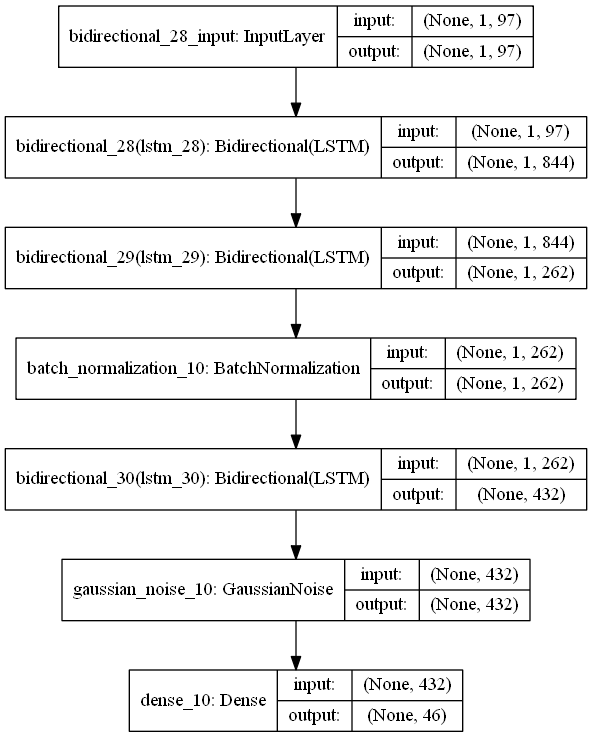 bidirectional_28_input: InputLayer input: (None, 1, 97)
output: (None, 1, 97)
bidirectional_28(lstm_28): Bidirectional(LSTM) input: (None, 1, 97)
output: (None, 1, 844)
bidirectional_29(lstm_29): Bidirectional(LSTM) input: (None, 1, 844)
output: (None, 1, 262)
batch_normalization_10: BatchNormalization input: (None, 1, 262)
output: (None, 1, 262)
bidirectional_30(lstm_30): Bidirectional(LSTM) input: (None, 1, 262)
output: (None, 432)
gaussian_noise_10: GaussianNoise input: (None, 432)
output: (None, 432)
dense_10: Dense input: (None, 432)
output: (None, 46)